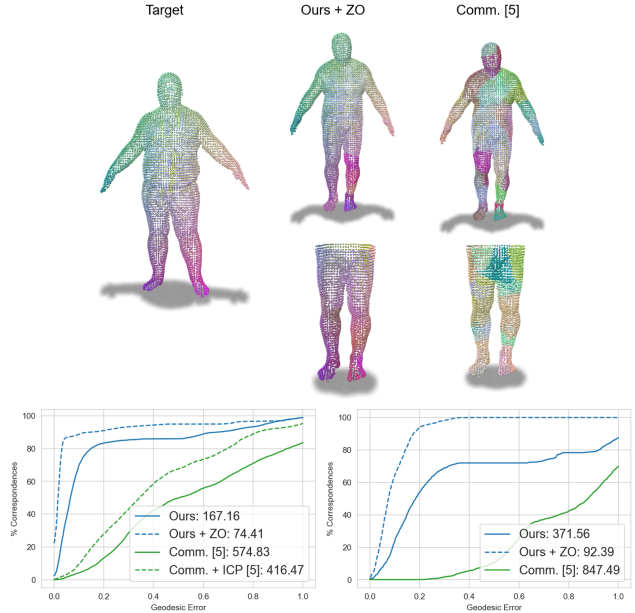 Target
Ours + ZO
Comm. [5]
100
80
60
40
20
0
% Correspondences
0.0 0.2 0.4 0.6 0.8 1.0
Geodesic Error
Ours: 167.16
Ours + ZO: 74.41
Comm. [5]: 574.83
Comm. + ICP [5]: 416.47
100
80
60
40
20
0
% Correspondences
0.0 0.2 0.4 0.6 0.8 1.0
Geodesic Error
Ours: 371.56
Ours + ZO: 92.39
Comm. [5]: 847.49